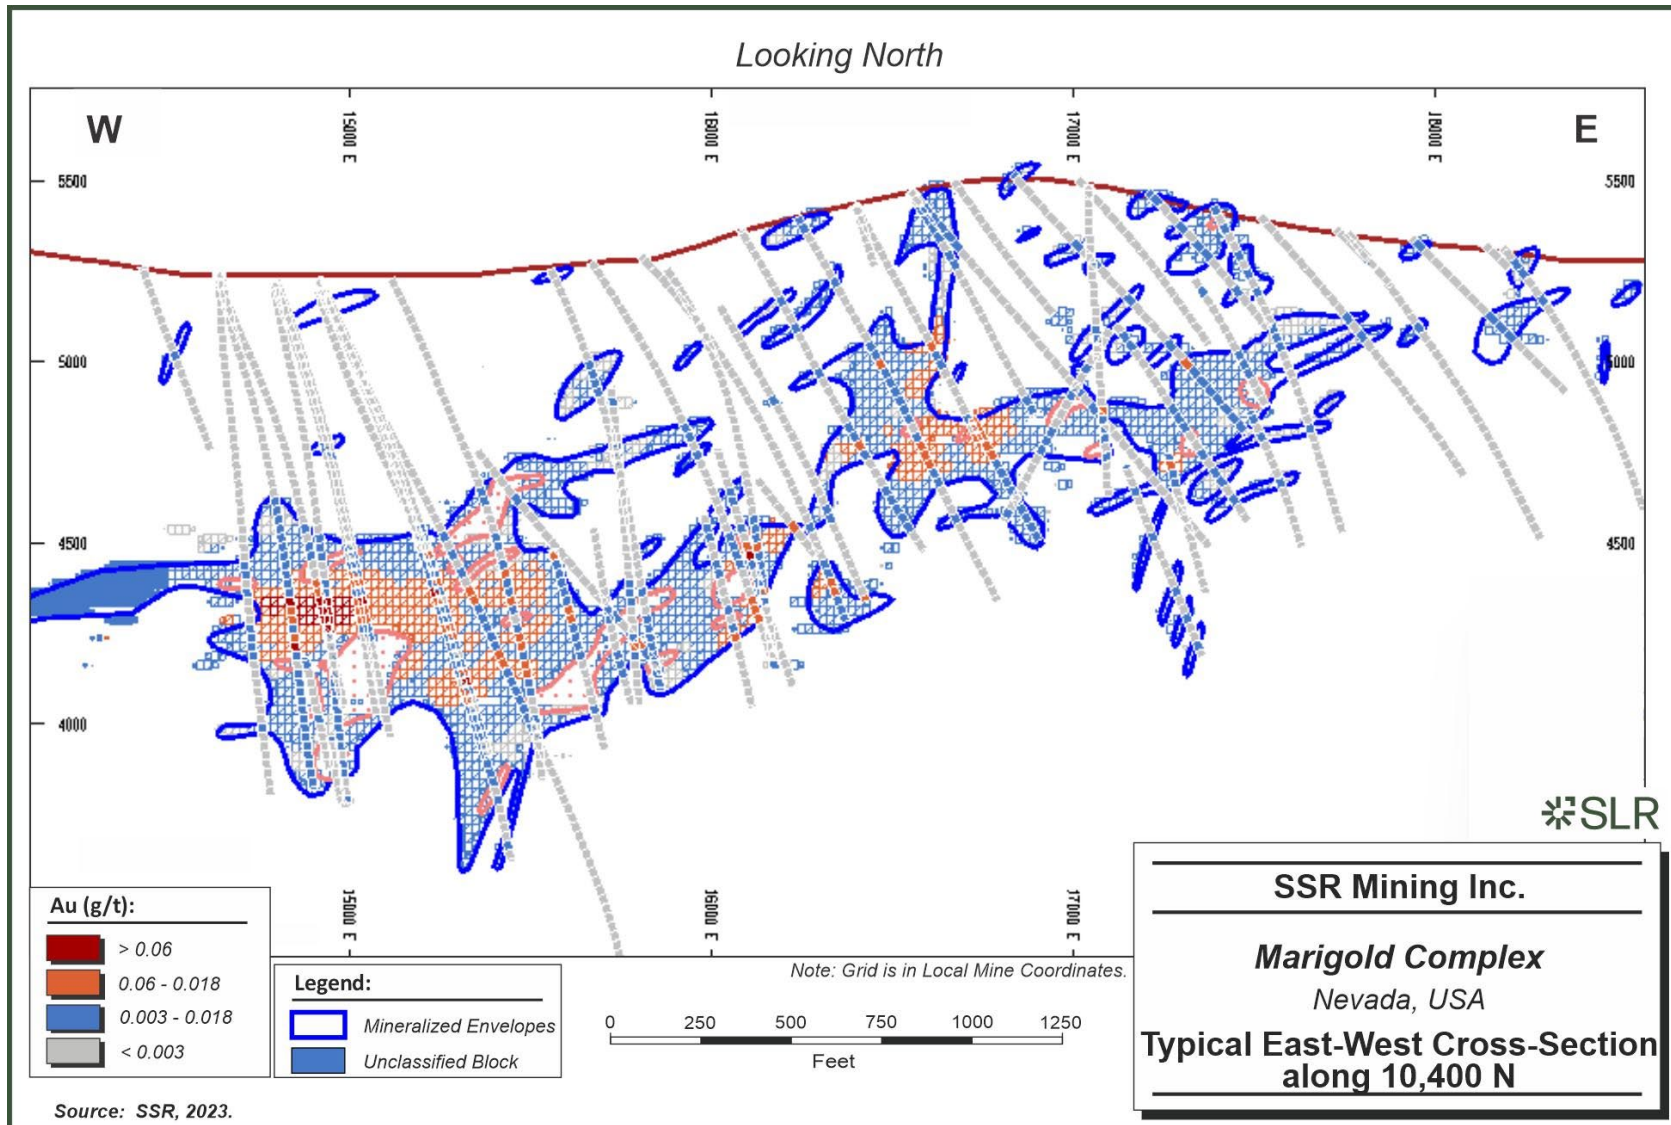 Looking North
W
E
15000 E
16000 E
17000 E
18000 E
5500
5500
5000
5000
4500
4500
4000
SLR
15000 E
16000 E
17000 E
Au (g/t):
> 0.06
0.06 - 0.018
0.003 - 0.018
< 0.003
Legend:
Mineralized Envelopes
Unclassified Block
Note: Grid is in Local Mine Coordinates.
0 250 500 750 1000 1250
Feet
SSR Mining Inc.
Marigold Complex
Nevada, USA
Typical East-West Cross-Section
along 10,400 N
Source: SSR, 2023.